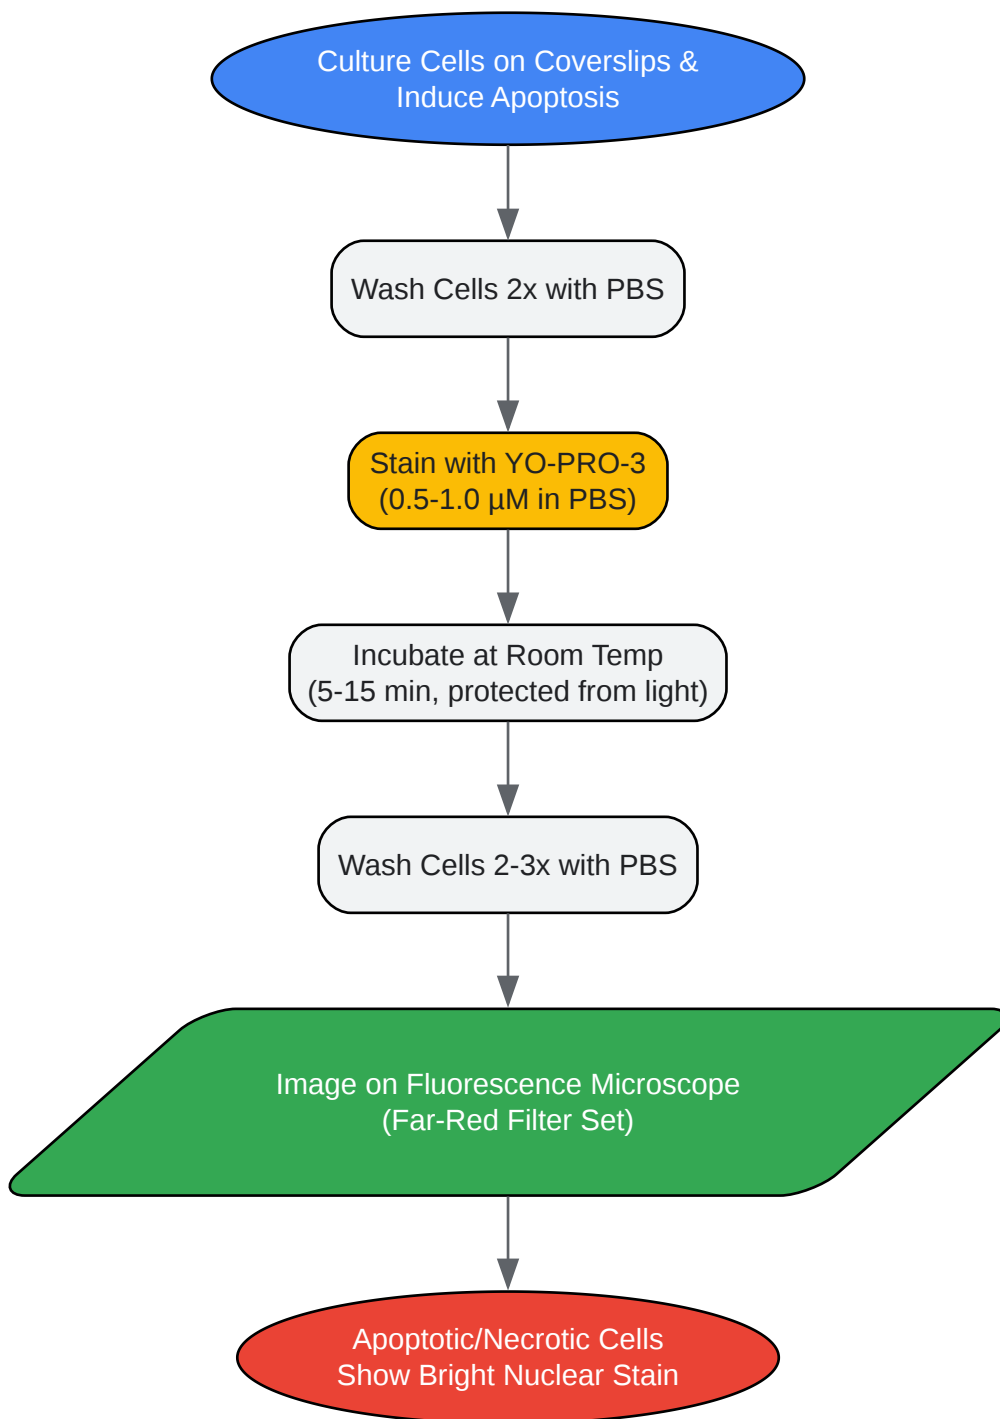 Culture Cells on Coverslips &
Induce Apoptosis
Wash Cells 2x with PBS
Stain with YO-PRO-3
(0.5-1.0 µM in PBS)
Incubate at Room Temp
(5-15 min, protected from light)
Wash Cells 2-3x with PBS
Image on Fluorescence Microscope
(Far-Red Filter Set)
Apoptotic/Necrotic Cells
Show Bright Nuclear Stain